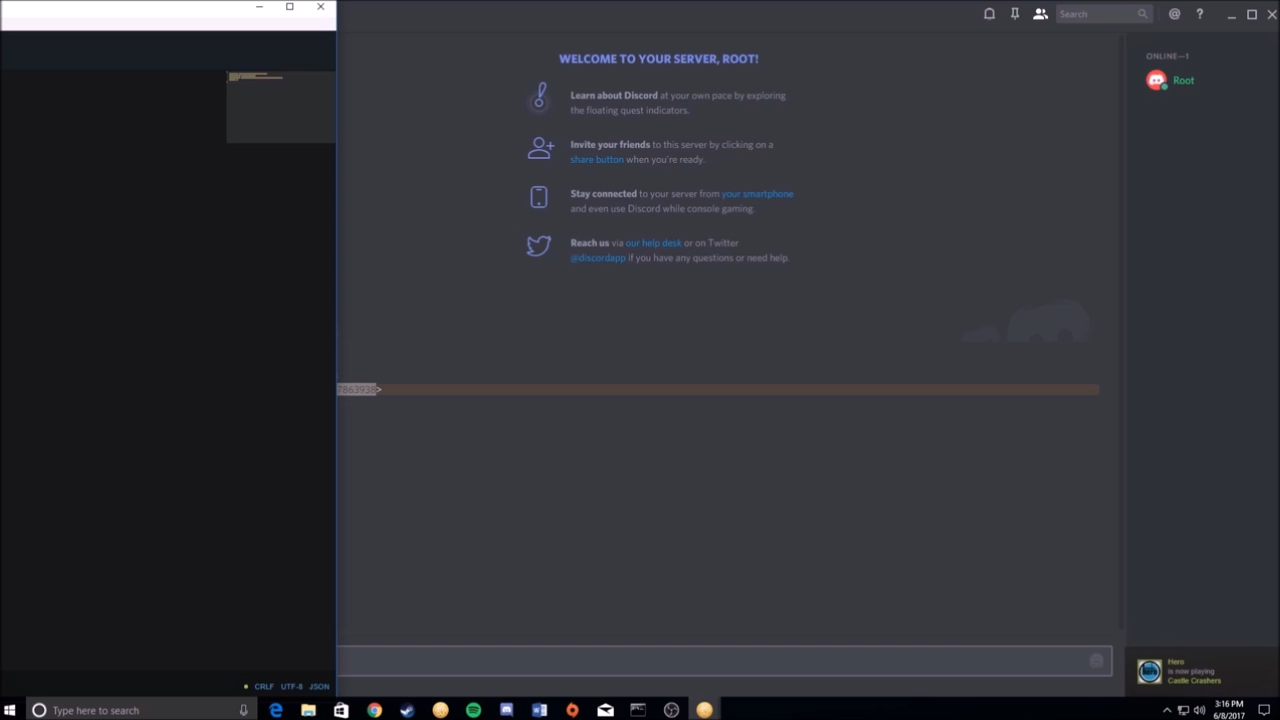 Search
WELCOME TO YOUR SERVER, ROOT!
Learn about Discord at your own pace by exploring
the floating quest indicators.
Invite your friends to this server by clicking on a
share button when you're ready.
Stay connected to your server from your smartphone
and even use Discord while console gaming.
Reach us via our help desk or on Twitter
@discordapp if you have any questions or need help.
ONLINE—1
Root
7863938>
CRLF UTF-8 JSON
Hero
is now playing
Castle Crashers
Type here to search
3:16 PM
6/8/2017